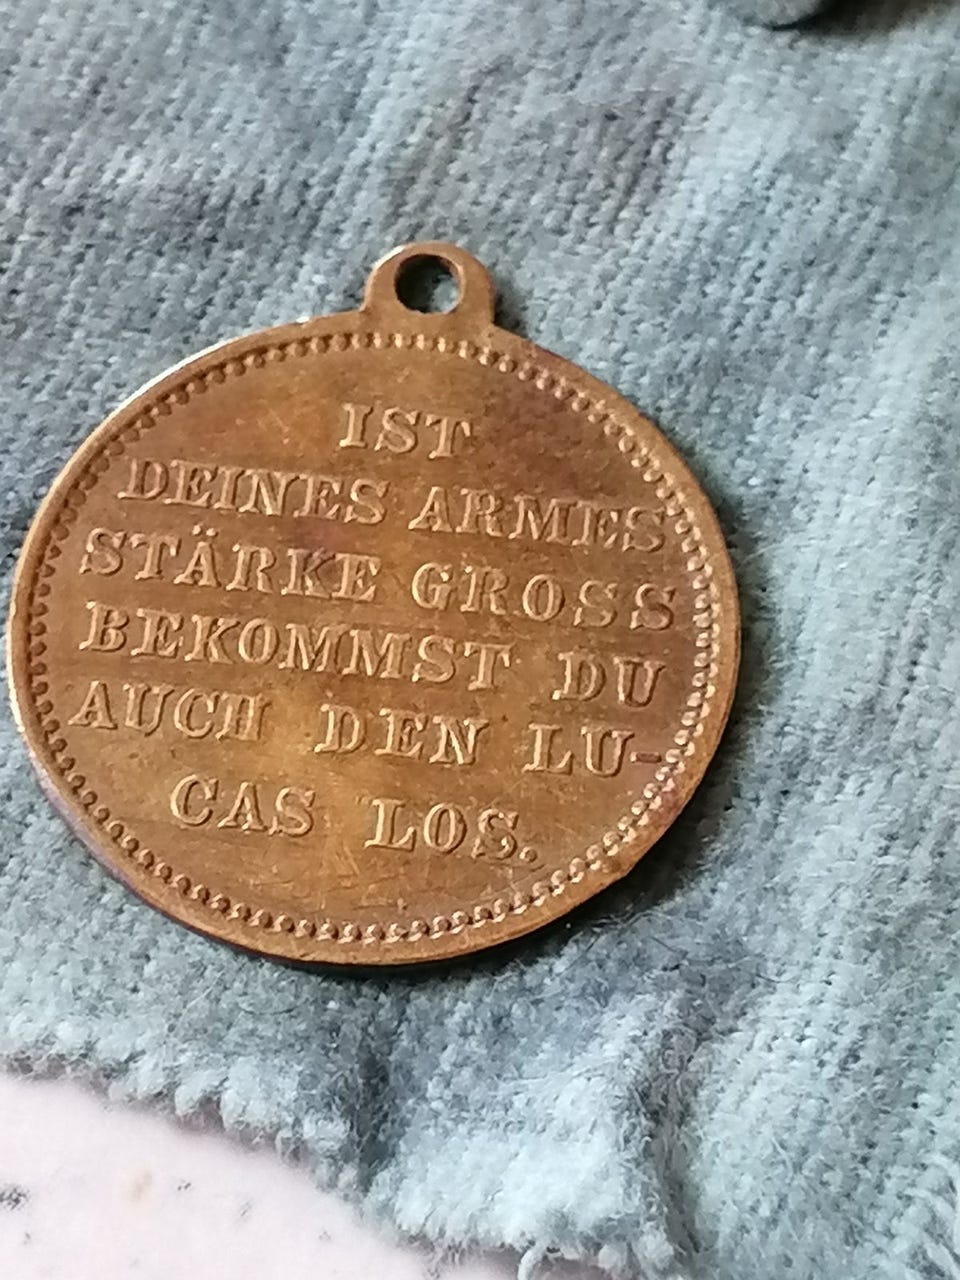 IST
DEINES ARMES
STÄRKE GROSS
BEKOMMST DU
AUCH DEN LU-
CAS LOS.